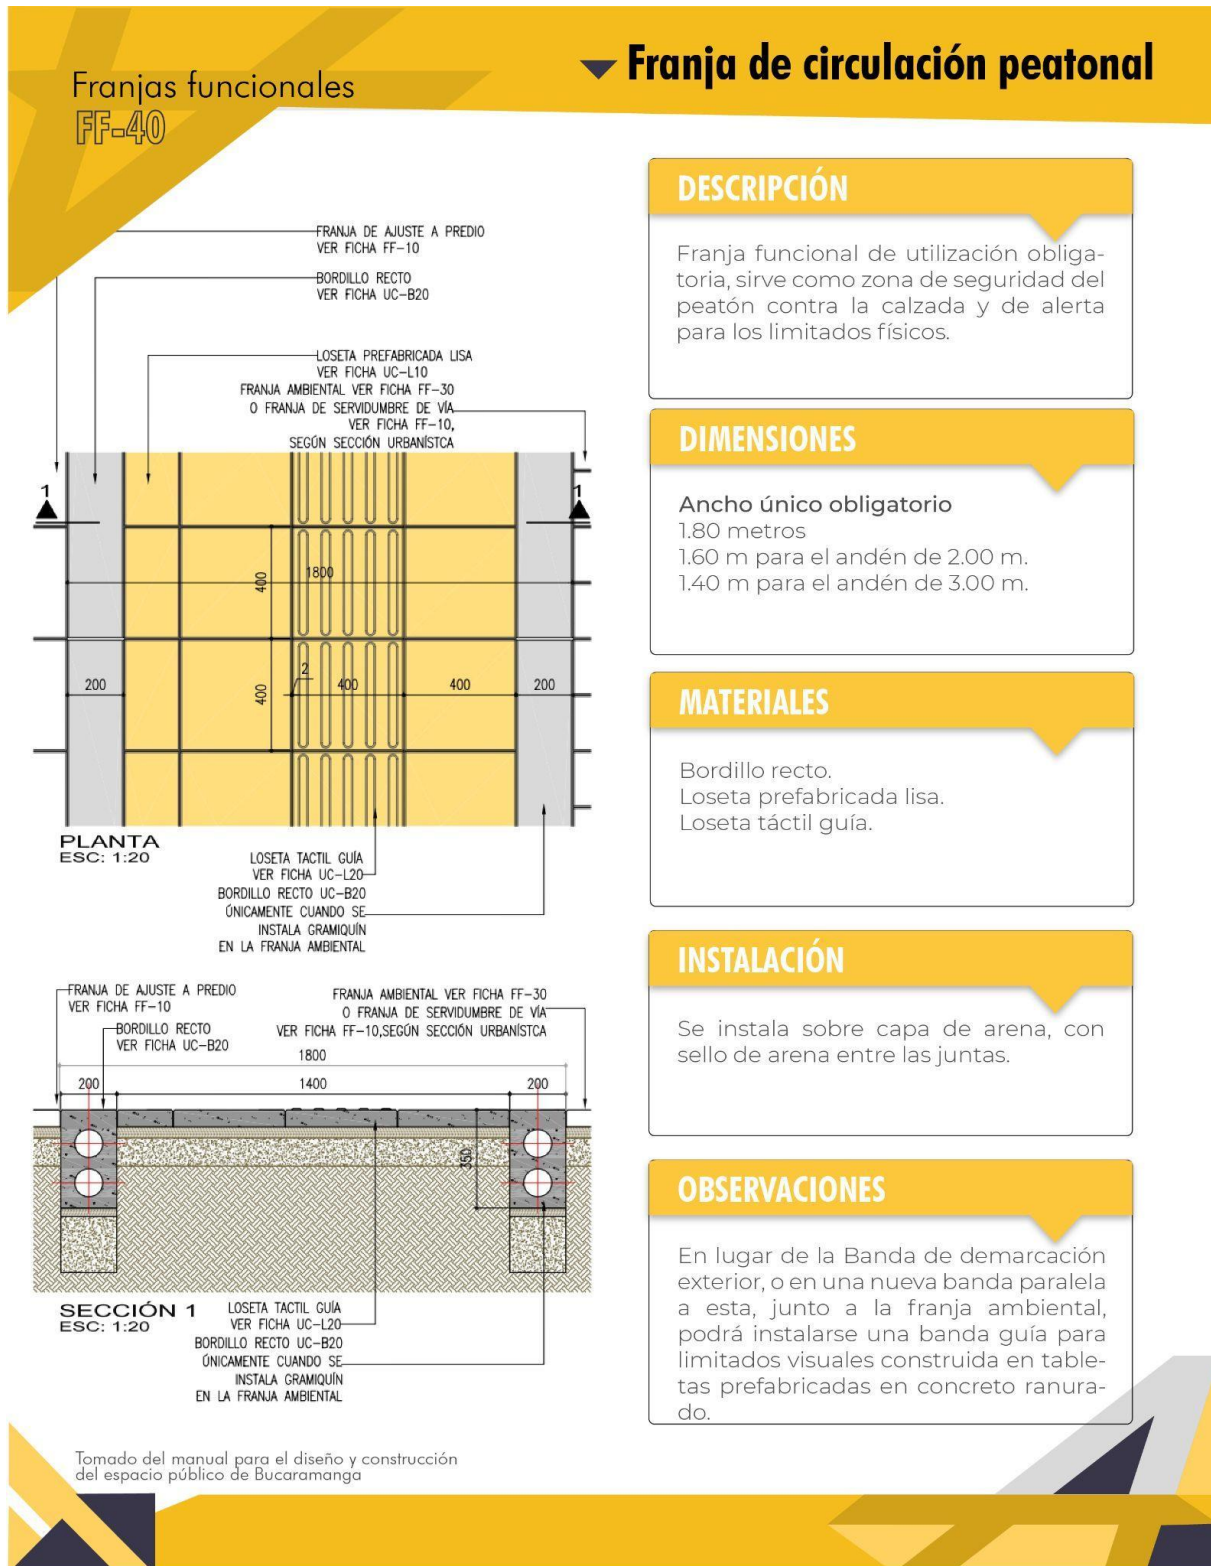 Franjas funcionales
FF-40
Franja de circulación peatonal
FRANJA DE AJUSTE A PREDIO
VER FICHA FF-10
BORDILLO RECTO
VER FICHA UC-B20
LOSETA PREFABRICADA LISA
VER FICHA UC-L10
FRANJA AMBIENTAL VER FICHA FF-30
O FRANJA DE SERVIDUMBRE DE VÍA
VER FICHA FF-10,
SEGÚN SECCIÓN URBANÍSTCA
1
1
400
1800
200
400
2
400
400
200
PLANTA
ESC: 1:20
LOSETA TACTIL GUÍA
VER FICHA UC-L20
BORDILLO RECTO UC-B20
ÚNICAMENTE CUANDO SE
INSTALA GRAMIQUÍN
EN LA FRANJA AMBIENTAL
FRANJA DE AJUSTE A PREDIO
VER FICHA FF-10
BORDILLO RECTO
VER FICHA UC-B20
FRANJA AMBIENTAL VER FICHA FF-30
O FRANJA DE SERVIDUMBRE DE VÍA
VER FICHA FF-10,SEGÚN SECCIÓN URBANÍSTCA
1800
200
1400
200
350
SECCIÓN 1
ESC: 1:20
LOSETA TACTIL GUÍA
VER FICHA UC-L20
BORDILLO RECTO UC-B20
ÚNICAMENTE CUANDO SE
INSTALA GRAMIQUÍN
EN LA FRANJA AMBIENTAL
DESCRIPCIÓN
Franja funcional de utilización obliga-
toria, sirve como zona de seguridad del
peatón contra la calzada y de alerta
para los limitados físicos.
DIMENSIONES
Ancho único obligatorio
1.80 metros
1.60 m para el andén de 2.00 m.
1.40 m para el andén de 3.00 m.
MATERIALES
Bordillo recto.
Loseta prefabricada lisa.
Loseta táctil guía.
INSTALACIÓN
Se instala sobre capa de arena, con
sello de arena entre las juntas.
OBSERVACIONES
En lugar de la Banda de demarcación
exterior, o en una nueva banda paralela
a esta, junto a la franja ambiental,
podrá instalarse una banda guía para
limitados visuales construida en table-
tas prefabricadas en concreto ranura-
do.
Tomado del manual para el diseño y construcción
del espacio público de Bucaramanga